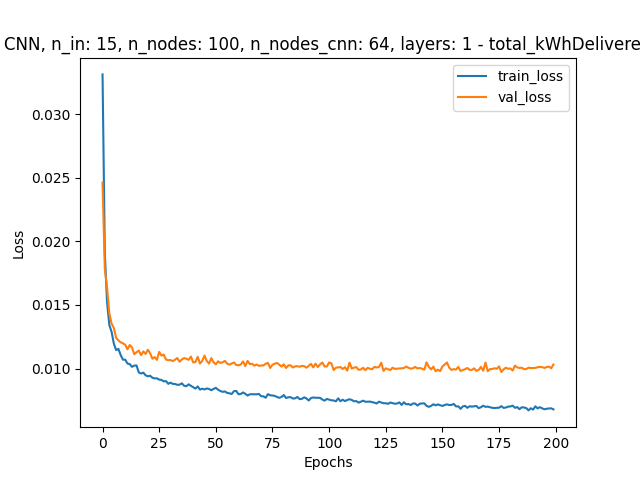 CNN, n_in: 15, n_nodes: 100, n_nodes_cnn: 64, layers: 1 - total_kWhDelivere
train_loss
val_loss
0.030
0.025
0.020
0.015
0.010
Loss
0 25 50 75 100 125 150 175 200
Epochs